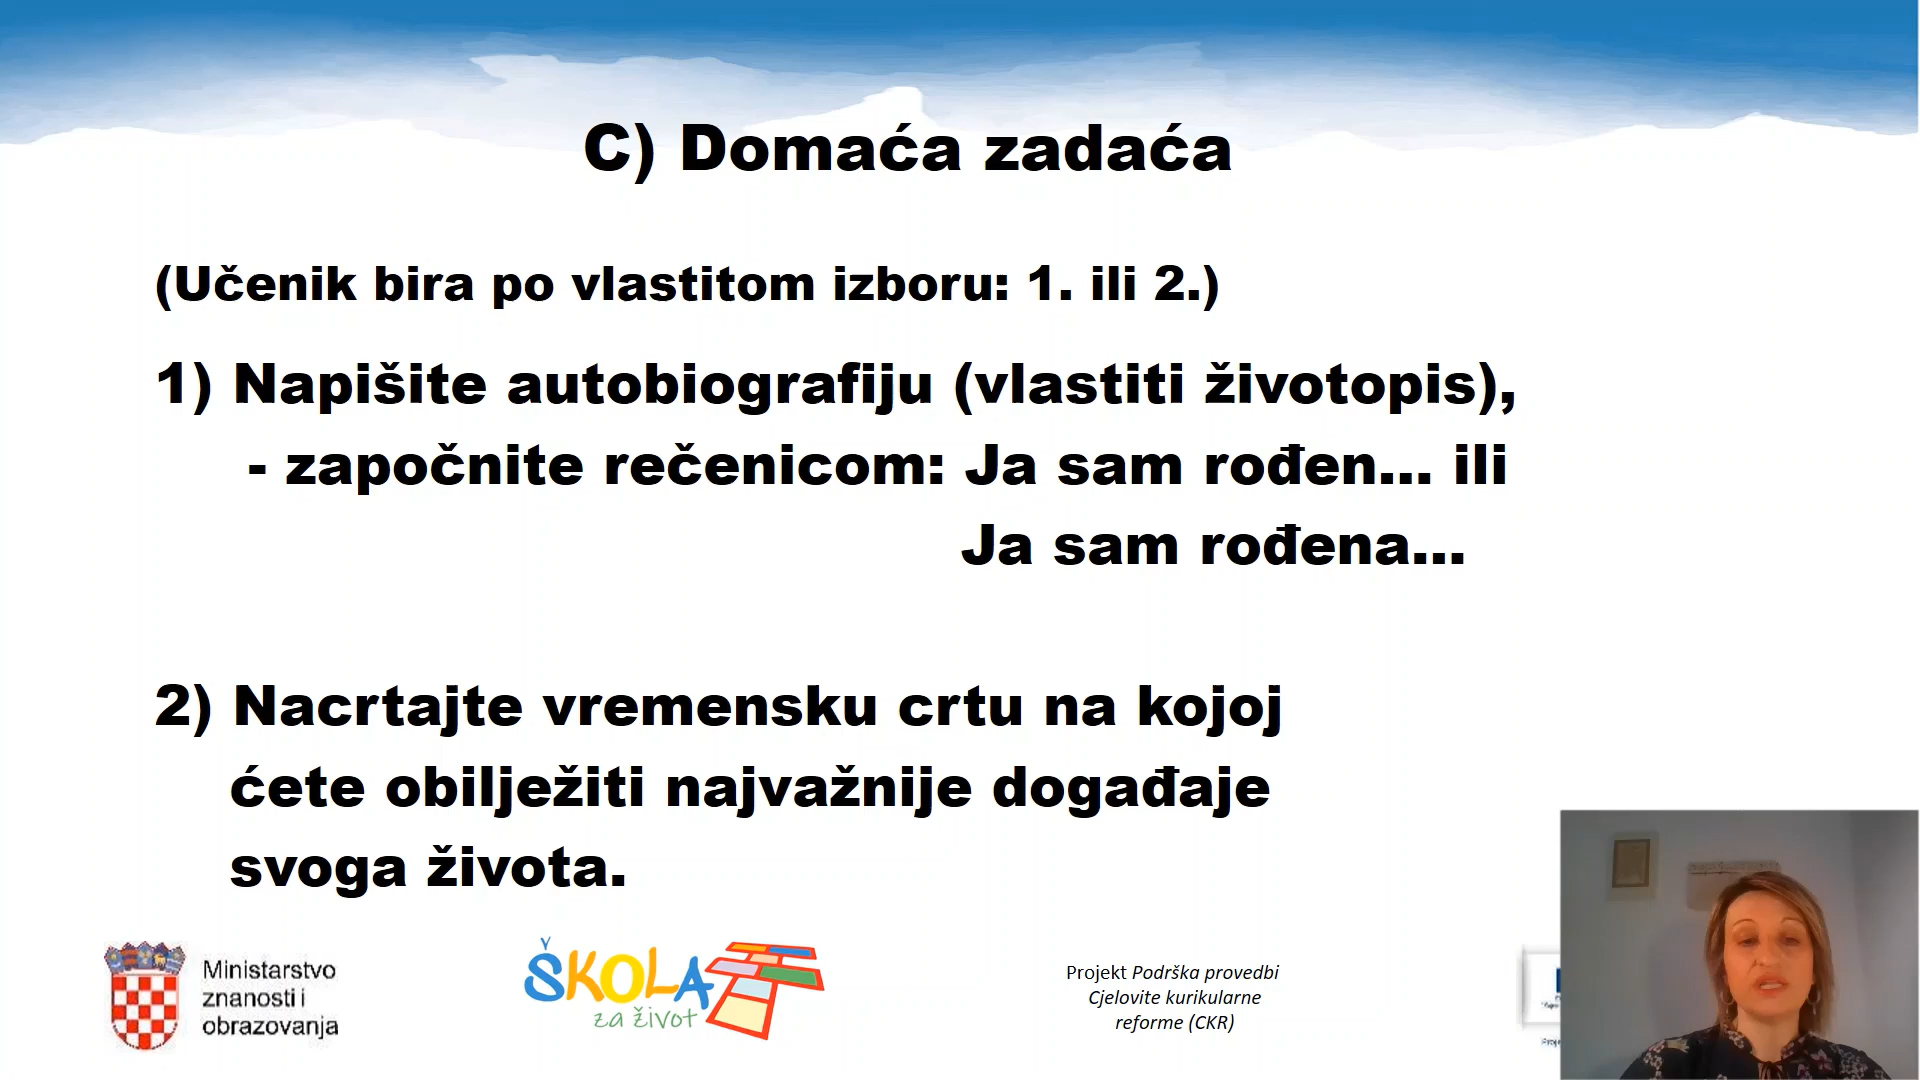 C) Domaća zadaća
(Učenik bira po vlastitom izboru: 1. ili 2.)
1) Napišite autobiografiju (vlastiti životopis),
- započnite rečenicom: Ja sam rođen... ili
Ja sam rođena...
2) Nacrtajte vremensku crtu na kojoj
ćete obilježiti najvažnije događaje
svoga života.
Ministarstvo
znanosti i
obrazovanja
ŠKOLA
za život
Projekt Podrška provedbi
Cjelovite kurikularne
reforme (CKR)